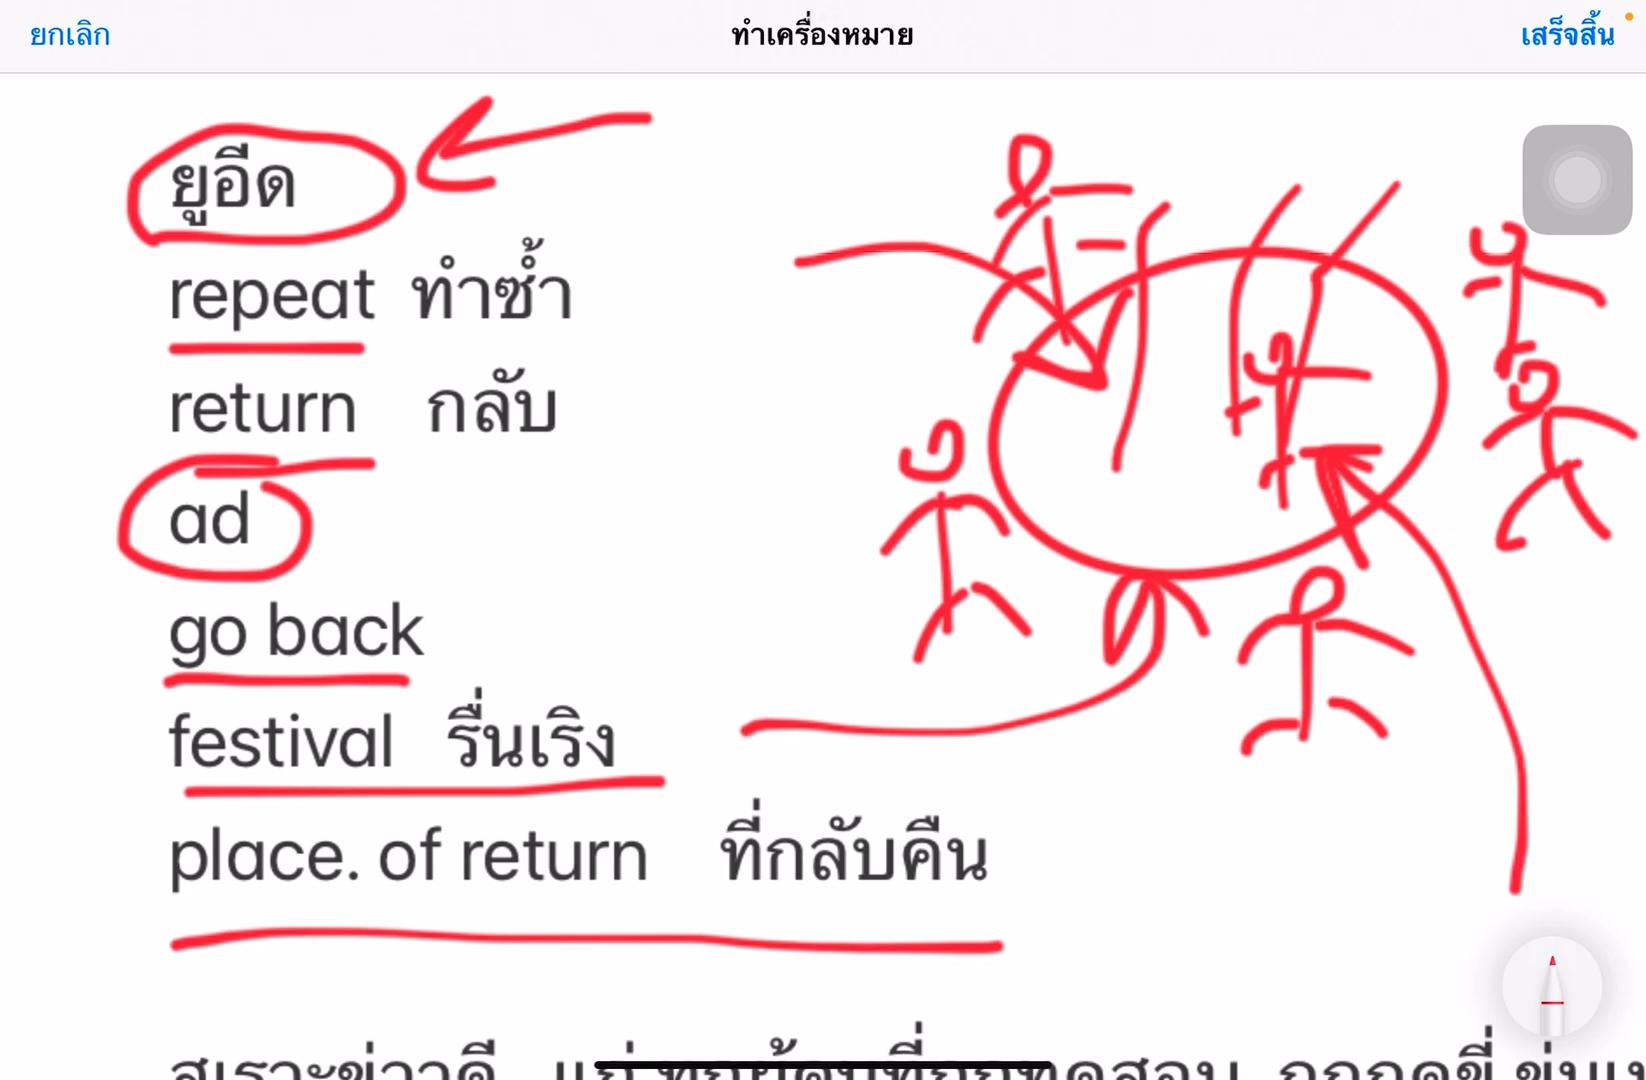 ยกเลิก ทำเครื่องหมาย เสร็จสิ้น
ยูอีด
repeat ทำซ้ำ
return กลับ
ad
go back
festival รื่นเริง
place. of return ที่กลับคืน